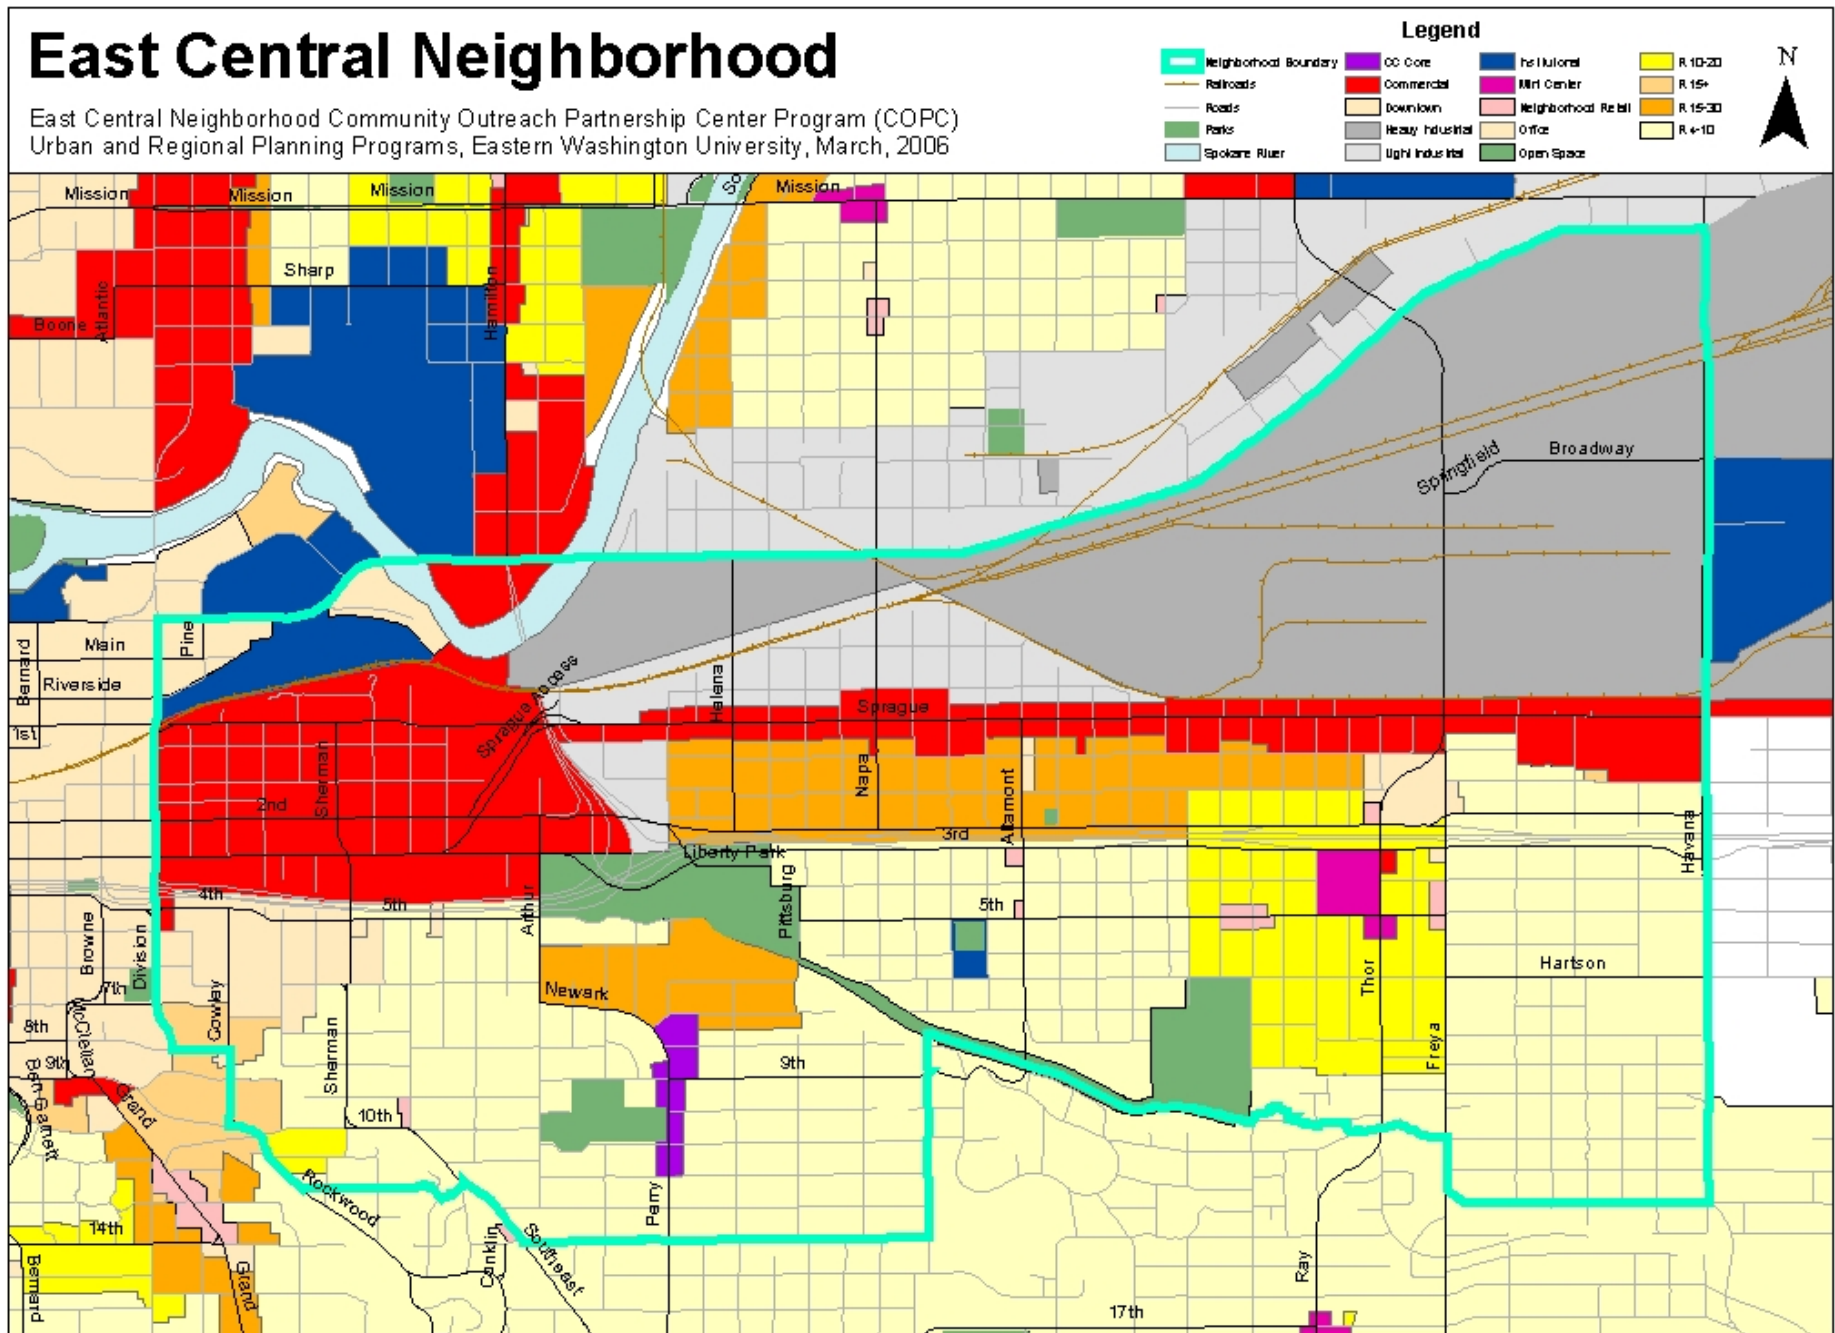 East Central Neighborhood
East Central Neighborhood Community Outreach Partnership Center Program (COPC)
Urban and Regional Planning Programs, Eastern Washington University, March, 2006
Legend
Neighborhood Boundary
Railroads
Roads
Parks
Spokane River
CC Core
Commercial
Downtown
Heavy Industrial
Light Industrial
Institutional
Mini Center
Neighborhood Retail
Office
Open Space
R 10-20
R 15+
R 15-30
R 4-10
N
Mission
Mission
Mission
Mission
Sharp
Boone
Atlantic
Hamilton
Broadway
Springfield
Main
Pine
Bernard
Riverside
1st
Sprague Access
Helena
Sprague
Sherman
2nd
Napa
Altamont
3rd
Liberty Park
Havana
4th
5th
Arthur
Pittsburg
5th
Browne
Division
7th
Newark
Thor
Hartson
8th
McClellan
Cowley
Sherman
9th
9th
Freya
Ben Garnett
Grand
10th
Rockwood
Perry
14th
Conklin
Southeast
Bernard
Grand
Ray
17th